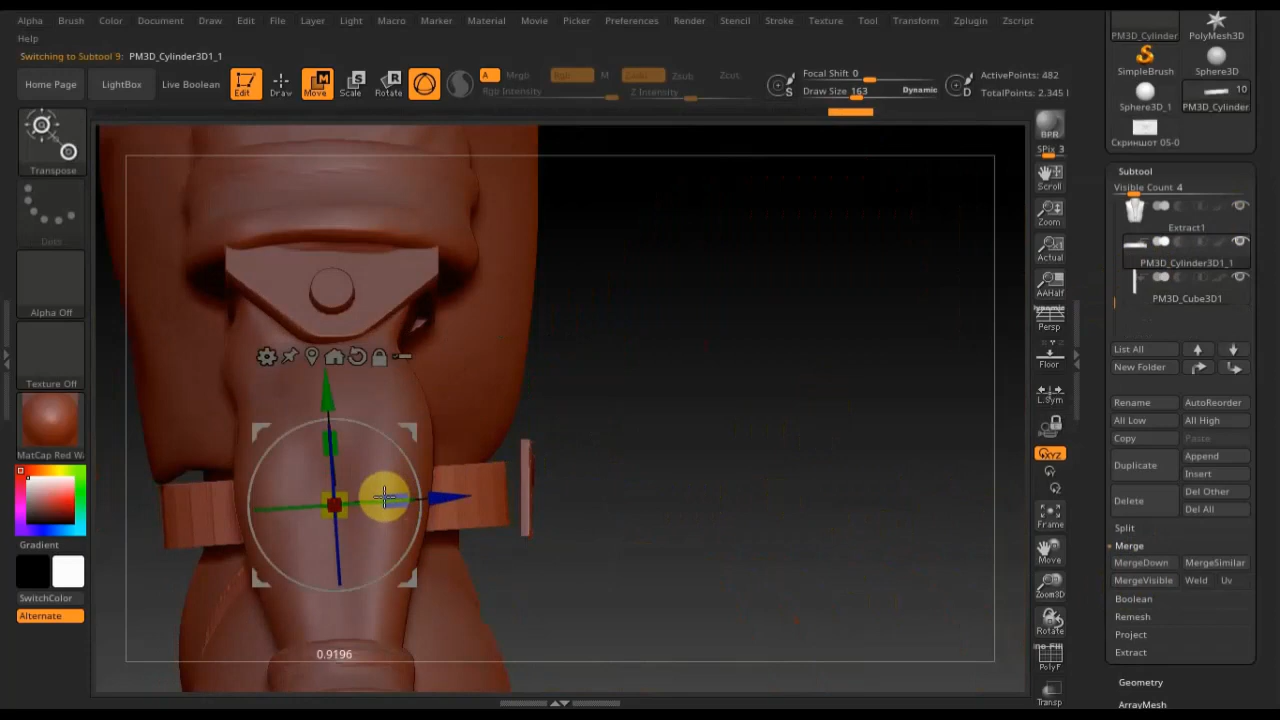 Alpha Brush Color Document Draw Edit File Layer Light Macro Marker Material Movie Picker Preferences Render Stencil Stroke Texture Tool Transform Zplugin Zscript
Help
Switching to Subtool 9: PM3D_Cylinder3D1_1
Home Page
LightBox
Live Boolean
Edit
Draw
Move
Scale
Rotate
A
Mrgb
Rgb
M
Zadd
Zsub
Zcut
Rgb Intensity
Z Intensity
S
Focal Shift 0
Draw Size 163
Dynamic
D
ActivePoints: 482
TotalPoints: 2.345 
Transpose
Dots
Alpha Off
Texture Off
MatCap Red Wa
Gradient
SwitchColor
Alternate
0.9196
BPR
SPix 3
Scroll
Zoom
Actual
AAHalf
Dynamic
Persp
Floor
L.Sym
XYZ
Frame
Move
Zoom3D
Rotate
PolyF
Transp
PM3D_Cylinder
PolyMesh3D
SimpleBrush
Sphere3D
10
Sphere3D_1
PM3D_Cylinder
Скриншот 05-0
Subtool
Visible Count 4
Extract1
PM3D_Cylinder3D1_1
PM3D_Cube3D1
List All
New Folder
Rename AutoReorder
All Low All High
Copy Paste
Duplicate
Append
Insert
Delete
Del Other
Del All
Split
Merge
MergeDown MergeSimilar
MergeVisible Weld Uv
Boolean
Remesh
Project
Extract
Geometry
ArrayMesh